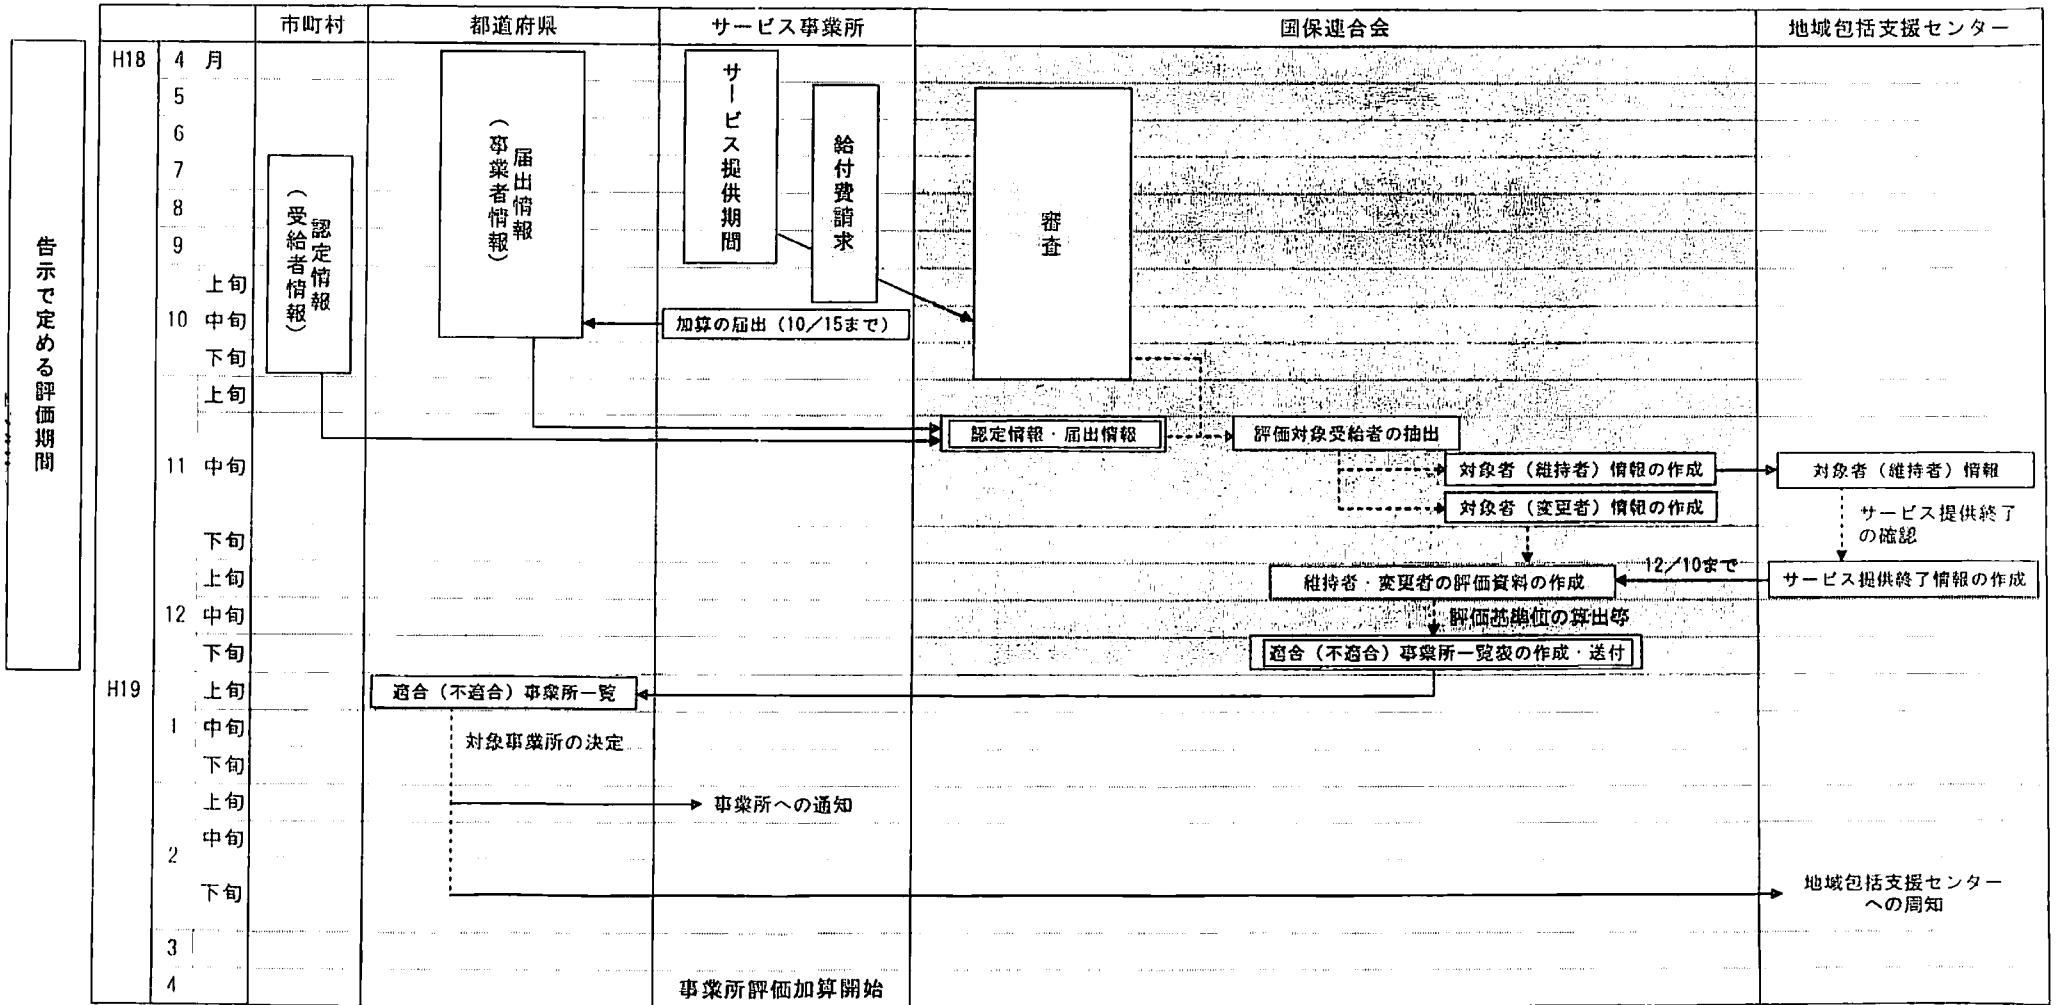 市町村 都道府県 サービス事業所 国保連合会 地域包括支援センター
告示で定める評価期間
H18 4 月
5
6
7
8
9
上旬
10 中旬
下旬
上旬
11 中旬
下旬
上旬
12 中旬
下旬
H19 上旬
1 中旬
下旬
上旬
中旬
2
下旬
3
4
認定情報
（受給者情報）
届出情報
（事業者情報）
サービス提供期間
給付費請求
審査
加算の届出（10／15まで）
認定情報・届出情報
評価対象受給者の抽出
対象者（維持者）情報の作成
対象者（維持者）情報
対象者（変更者）情報の作成
サービス提供終了
の確認
12／10まで
維持者・変更者の評価資料の作成
サービス提供終了情報の作成
評価基準値の算出等
適合（不適合）事業所一覧表の作成・送付
適合（不適合）事業所一覧
対象事業所の決定
事業所への通知
地域包括支援センター
への周知
事業所評価加算開始